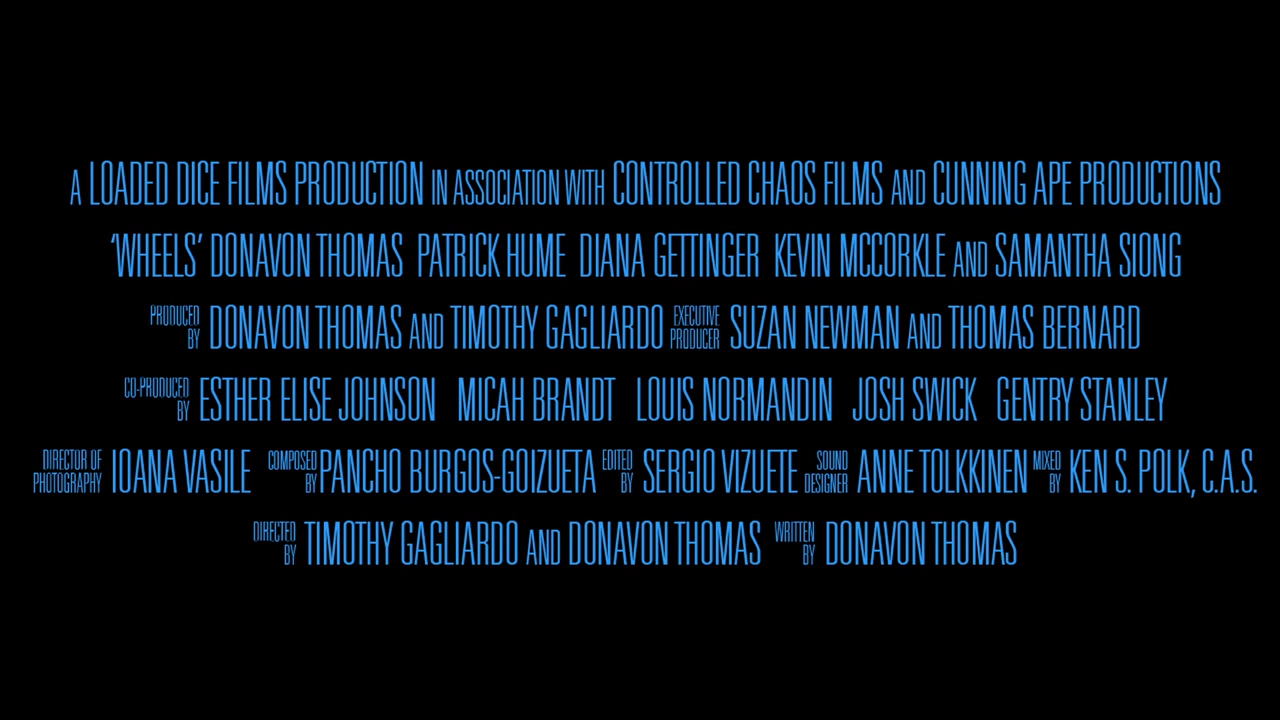 A LOADED DICE FILMS PRODUCTION IN ASSOCIATION WITH CONTROLLED CHAOS FILMS AND CUNNING APE PRODUCTIONS
'WHEELS' DONAVON THOMAS PATRICK HUME DIANA GETTINGER KEVIN MCCORKLE AND SAMANTHA SIONG
PRODUCED BY DONAVON THOMAS AND TIMOTHY GAGLIARDO EXECUTIVE PRODUCER SUZAN NEWMAN AND THOMAS BERNARD
CO-PRODUCED BY ESTHER ELISE JOHNSON MICAH BRANDT LOUIS NORMANDIN JOSH SWICK GENTRY STANLEY
DIRECTOR OF PHOTOGRAPHY IOANA VASILE COMPOSED BY PANCHO BURGOS-GOIZUETA EDITED BY SERGIO VIZUETE SOUND DESIGNER ANNE TOLKKINEN MIXED BY KEN S. POLK, C.A.S.
DIRECTED BY TIMOTHY GAGLIARDO AND DONAVON THOMAS WRITTEN BY DONAVON THOMAS